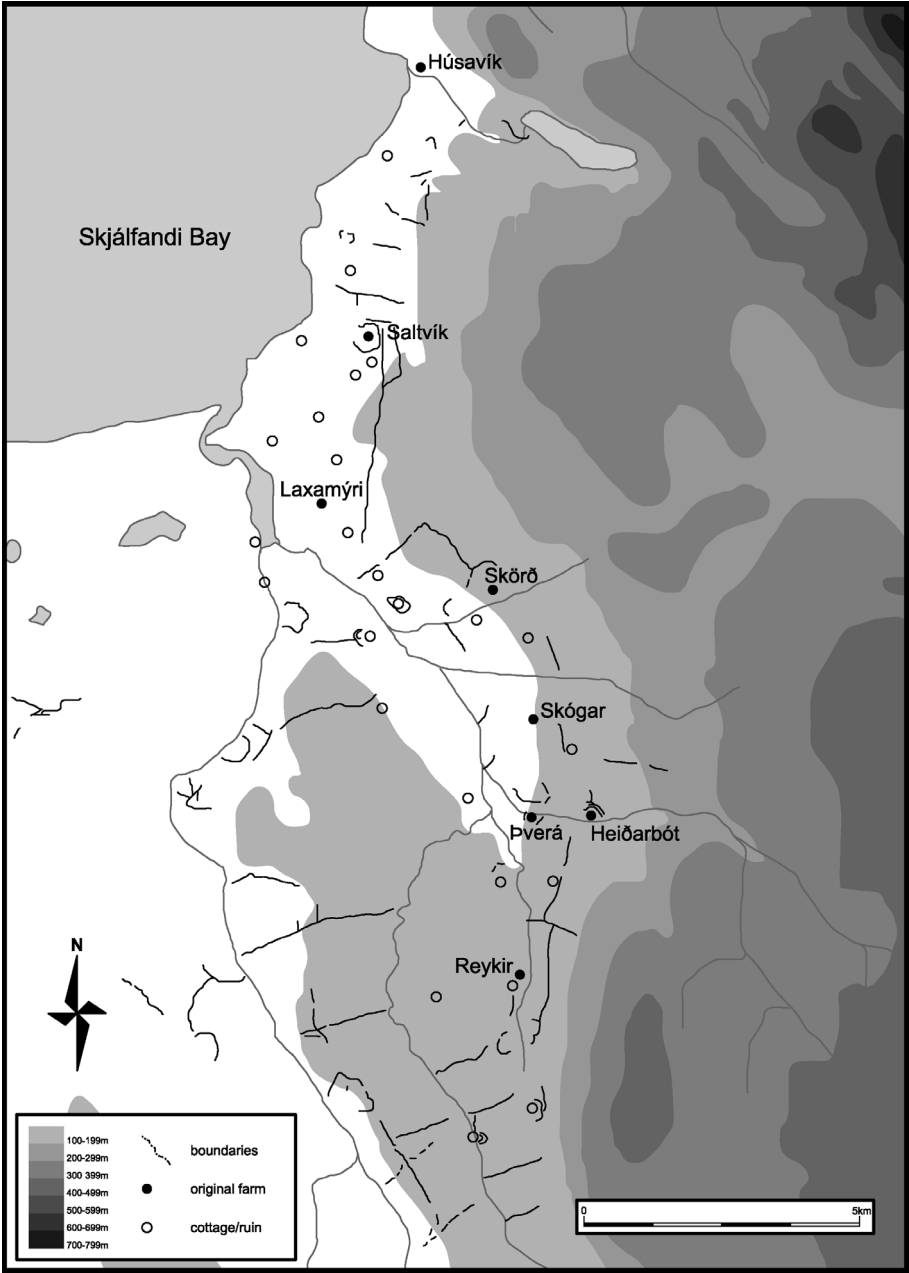 Húsavík
Skjálfandi Bay
Saltvík
Laxamýri
Skörð
Skógar
Þverá
Heiðarbót
Reykir
N
100-199m
200-299m
300 399m
400-499m
500-599m
600-699m
700-799m
boundaries
original farm
cottage/ruin
0
5km